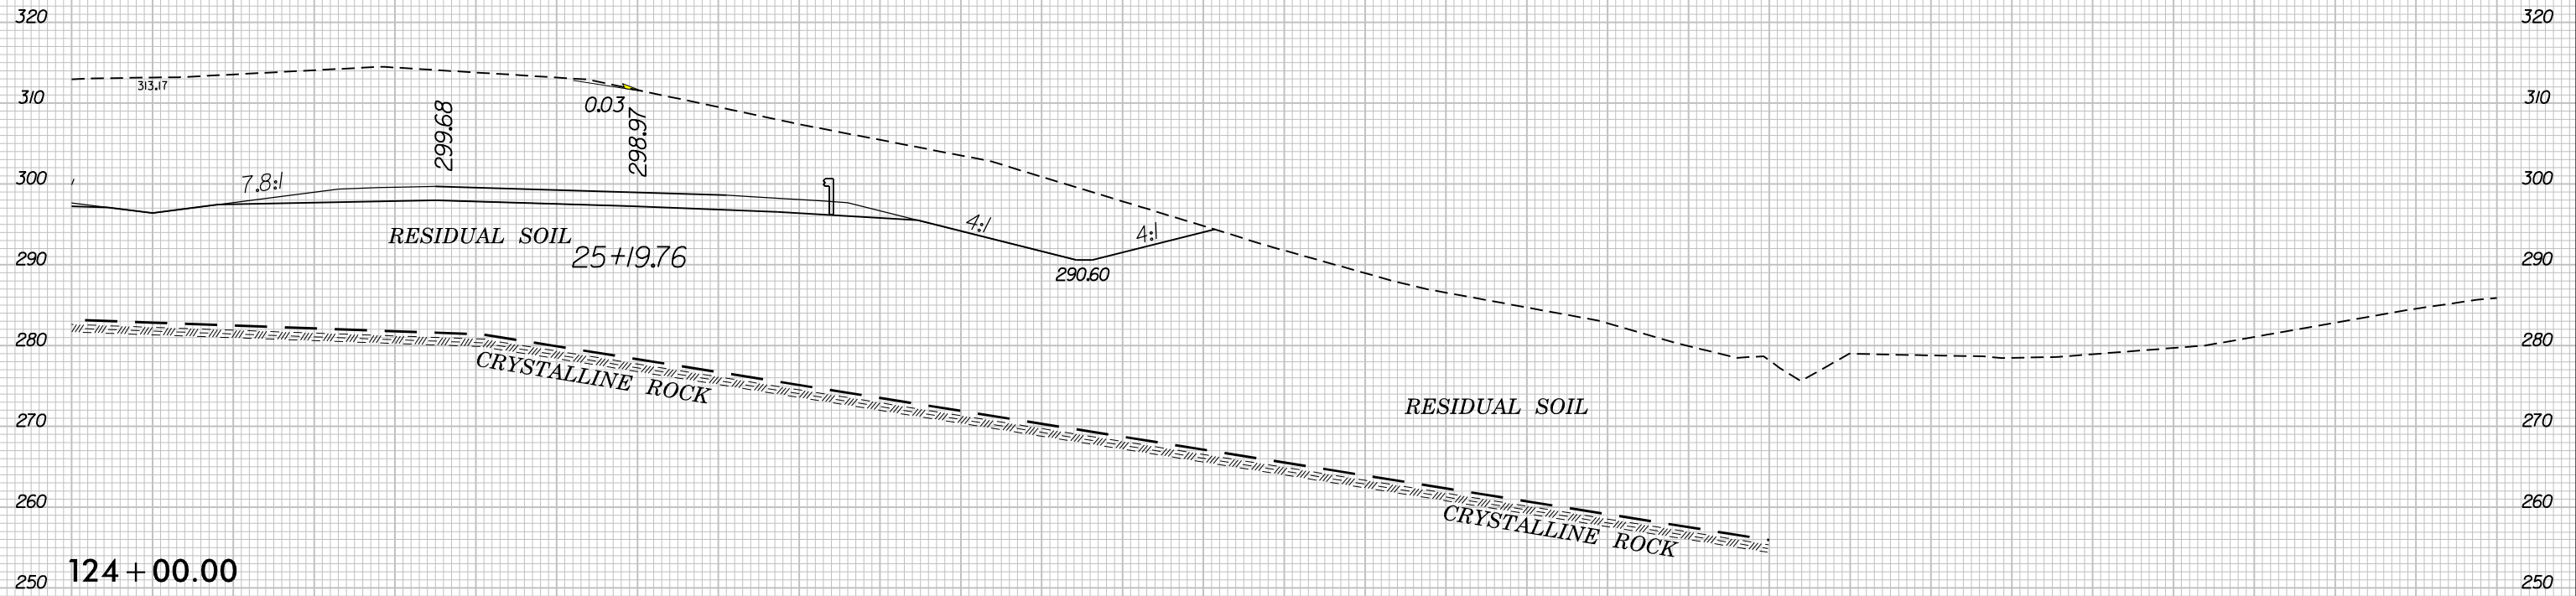 320 320
313.17
310 0.03 310
299.68 298.97
300 7.8:1 300
4:1 4:1
RESIDUAL SOIL
25+19.76
290 290
290.60
280 280
CRYSTALLINE ROCK
RESIDUAL SOIL
270 270
260 260
CRYSTALLINE ROCK
124+00.00
250 250